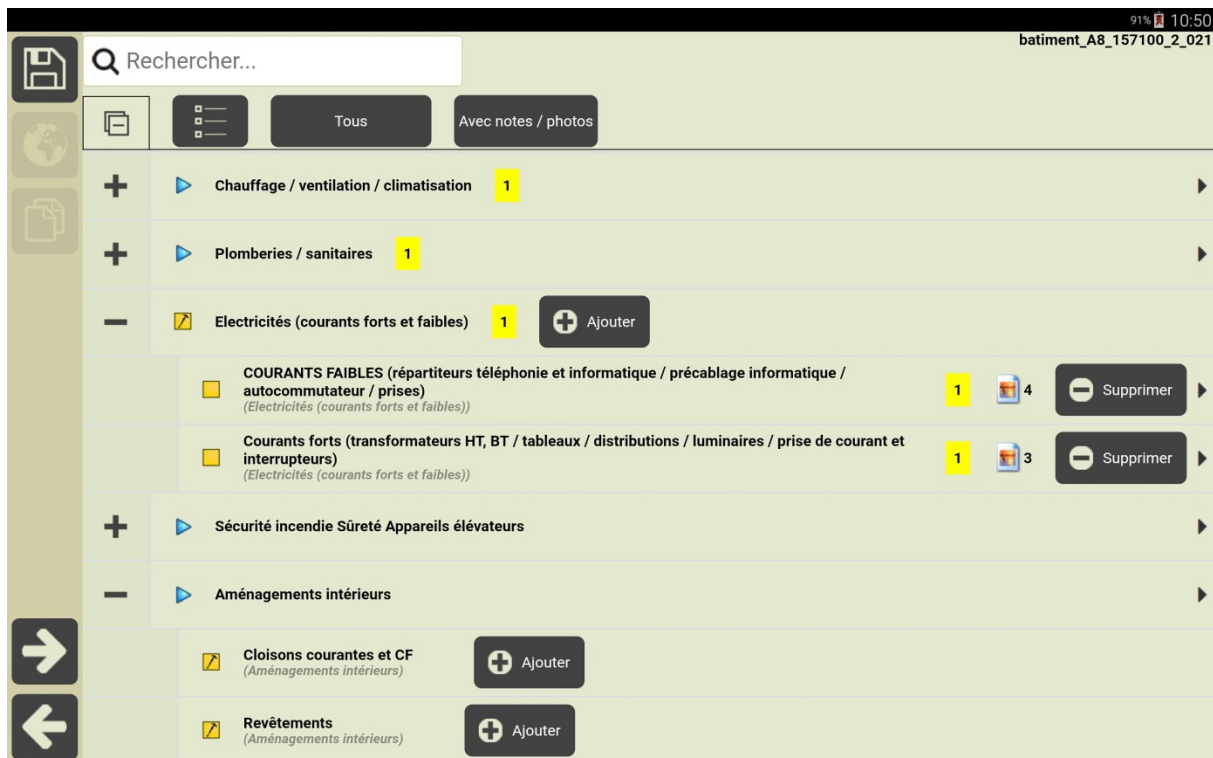 91% 10:50
batiment_A8_157100_2_021
Rechercher...
Tous
Avec notes / photos
Chauffage / ventilation / climatisation 1
Plomberies / sanitaires 1
Electricités (courants forts et faibles) 1 Ajouter
COURANTS FAIBLES (répartiteurs téléphonie et informatique / précablage informatique /
autocommutateur / prises)
(Electricités (courants forts et faibles))
1 4 Supprimer
Courants forts (transformateurs HT, BT / tableaux / distributions / luminaires / prise de courant et
interrupteurs)
(Electricités (courants forts et faibles))
1 3 Supprimer
Sécurité incendie Sûreté Appareils élévateurs
Aménagements intérieurs
Cloisons courantes et CF
(Aménagements intérieurs)
Ajouter
Revêtements
(Aménagements intérieurs)
Ajouter